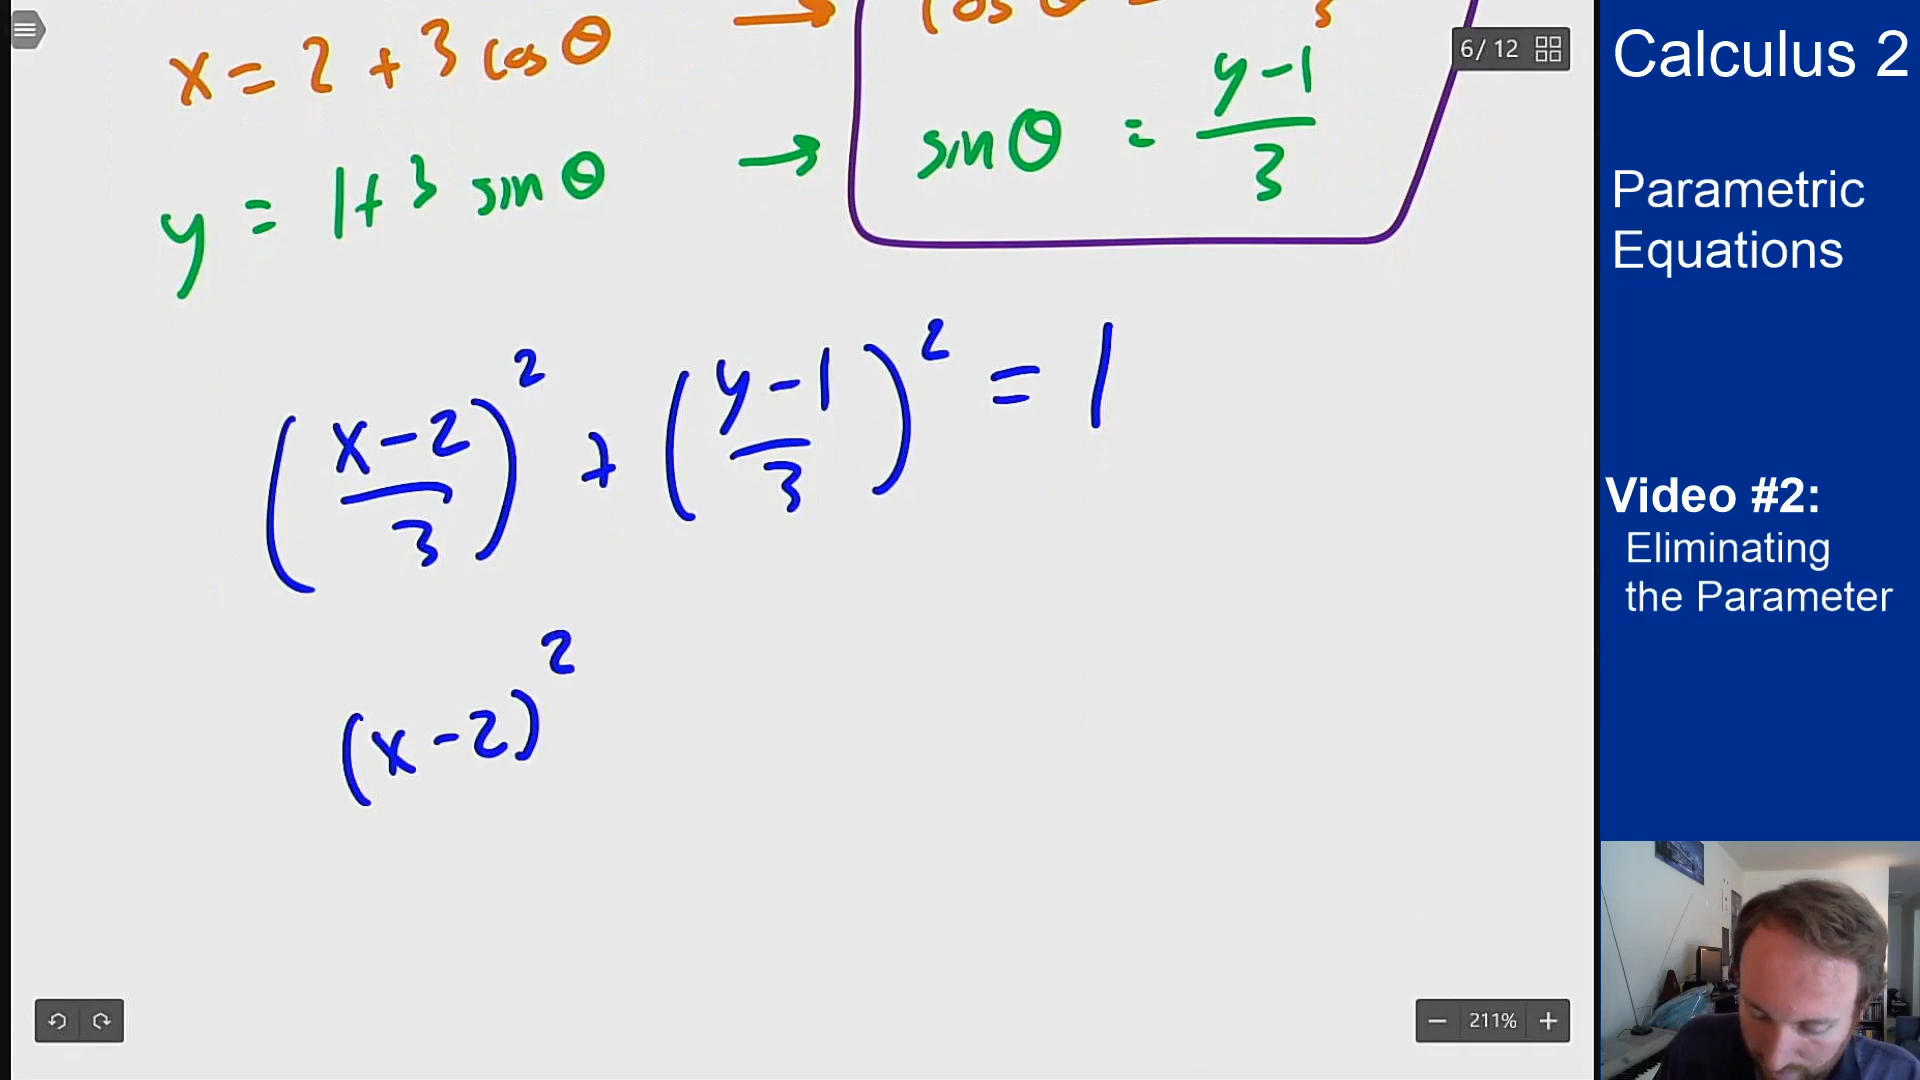 x = 2 + 3 cos θ →
6/ 12
y = 1 + 3 sin θ → sin θ = (y-1)/3
((x-2)/3)² + ((y-1)/3)² = 1
(x-2)²
211%
Calculus 2
Parametric
Equations
Video #2:
Eliminating
the Parameter